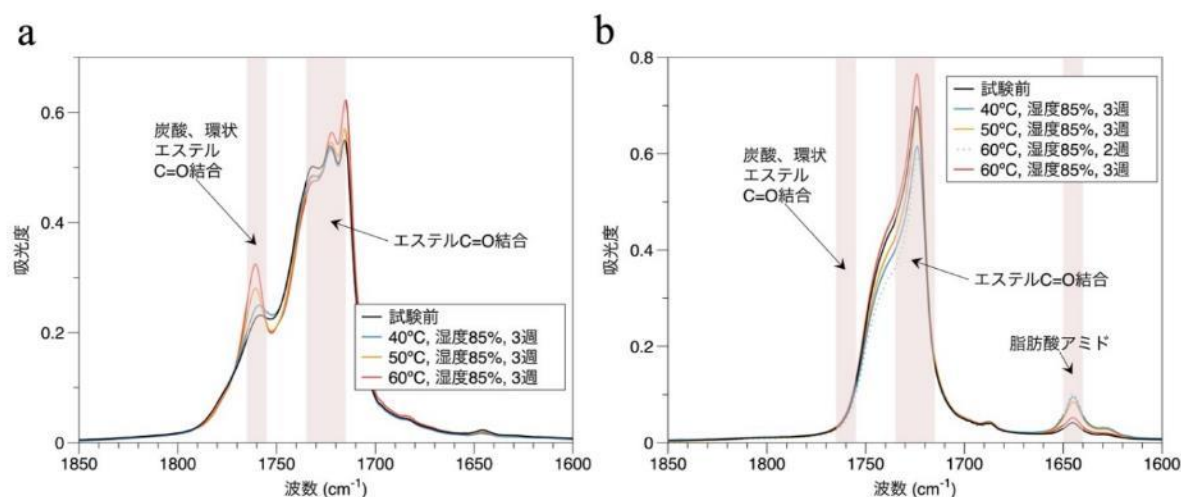 a
0.6
0.4
0.2
0
吸光度
炭酸、環状
エステル
C=O結合
エステルC=O結合
試験前
40ºC, 湿度85%, 3週
50ºC, 湿度85%, 3週
60ºC, 湿度85%, 3週
1850
1800
1750
1700
1650
1600
波数 (cm⁻¹)
b
0.8
0.6
0.4
0.2
0
吸光度
試験前
40ºC, 湿度85%, 3週
50ºC, 湿度85%, 3週
60ºC, 湿度85%, 2週
60ºC, 湿度85%, 3週
炭酸、環状
エステル
C=O結合
エステルC=O結合
脂肪酸アミド
1850
1800
1750
1700
1650
1600
波数 (cm⁻¹)